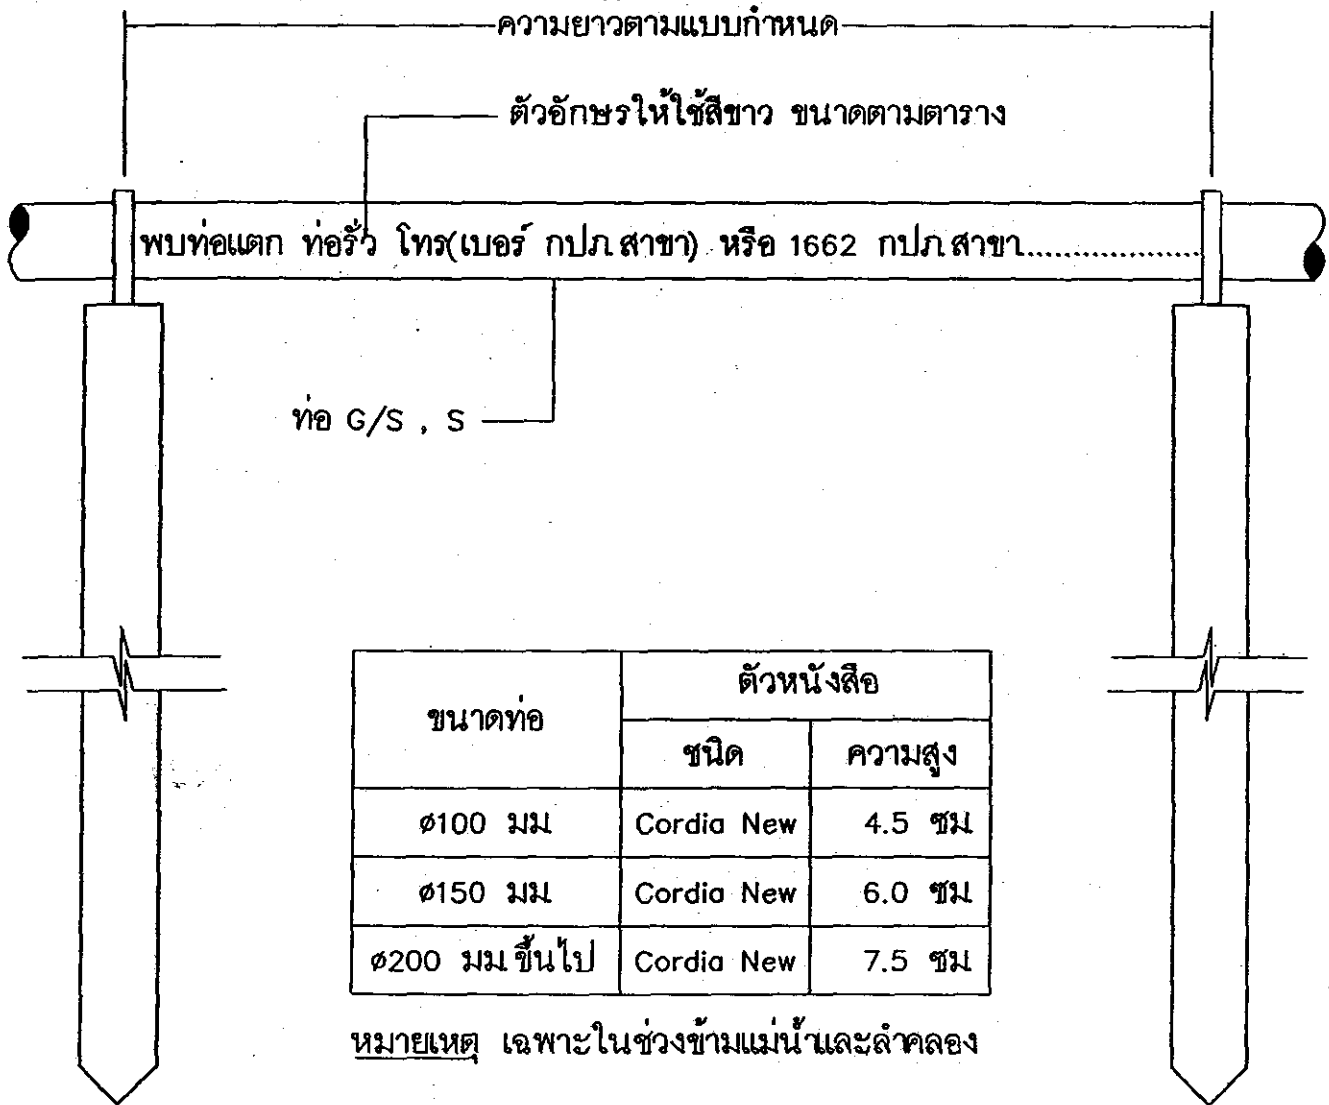 ความยาวตามแบบกำหนด
ตัวอักษรให้ใช้สีขาว ขนาดตามตาราง
พบท่อแตก ท่อรั่ว โทร(เบอร์ กปภ.สาขา) หรือ 1662 กปภ.สาขา..................
ท่อ G/S , S
ขนาดท่อ
ตัวหนังสือ
ชนิด ความสูง
ø100 มม. Cordia New 4.5 ซม.
ø150 มม. Cordia New 6.0 ซม.
ø200 มม.ขึ้นไป Cordia New 7.5 ซม.
หมายเหตุ เฉพาะในช่วงข้ามแม่น้ำและลำคลอง